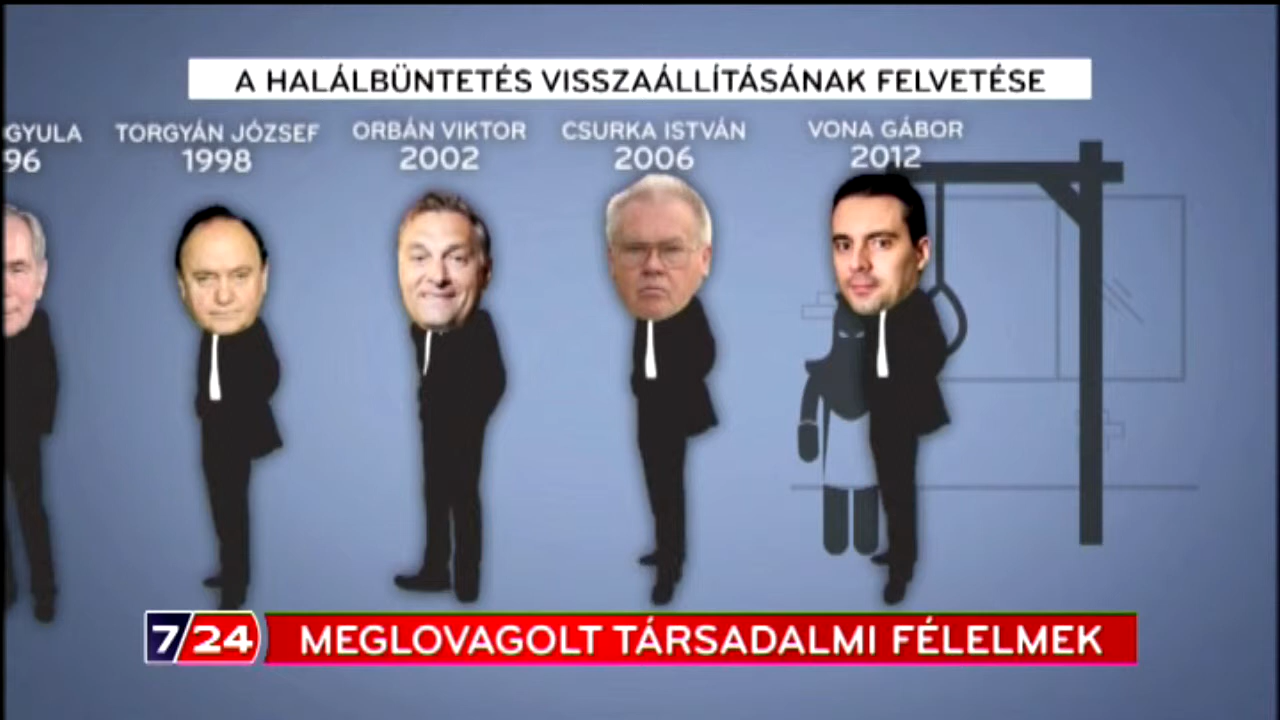 A HALÁLBÜNTETÉS VISSZAÁLLÍTÁSÁNAK FELVETÉSE
GYULA
96
TORGYÁN JÓZSEF
1998
ORBÁN VIKTOR
2002
CSURKA ISTVÁN
2006
VONA GÁBOR
2012
7/24 MEGLOVAGOLT TÁRSADALMI FÉLELMEK